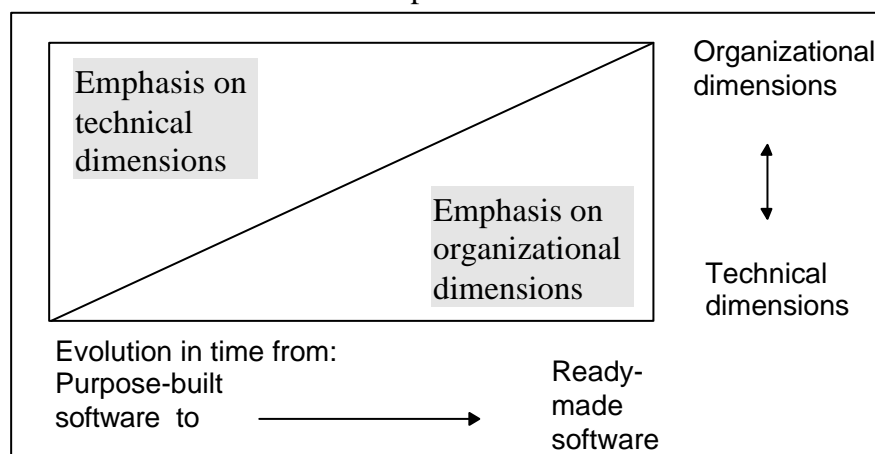 Emphasis on
technical
dimensions
Organizational
dimensions
Emphasis on
organizational
dimensions
Technical
dimensions
Evolution in time from:
Purpose-built
software to
Ready-
made
software